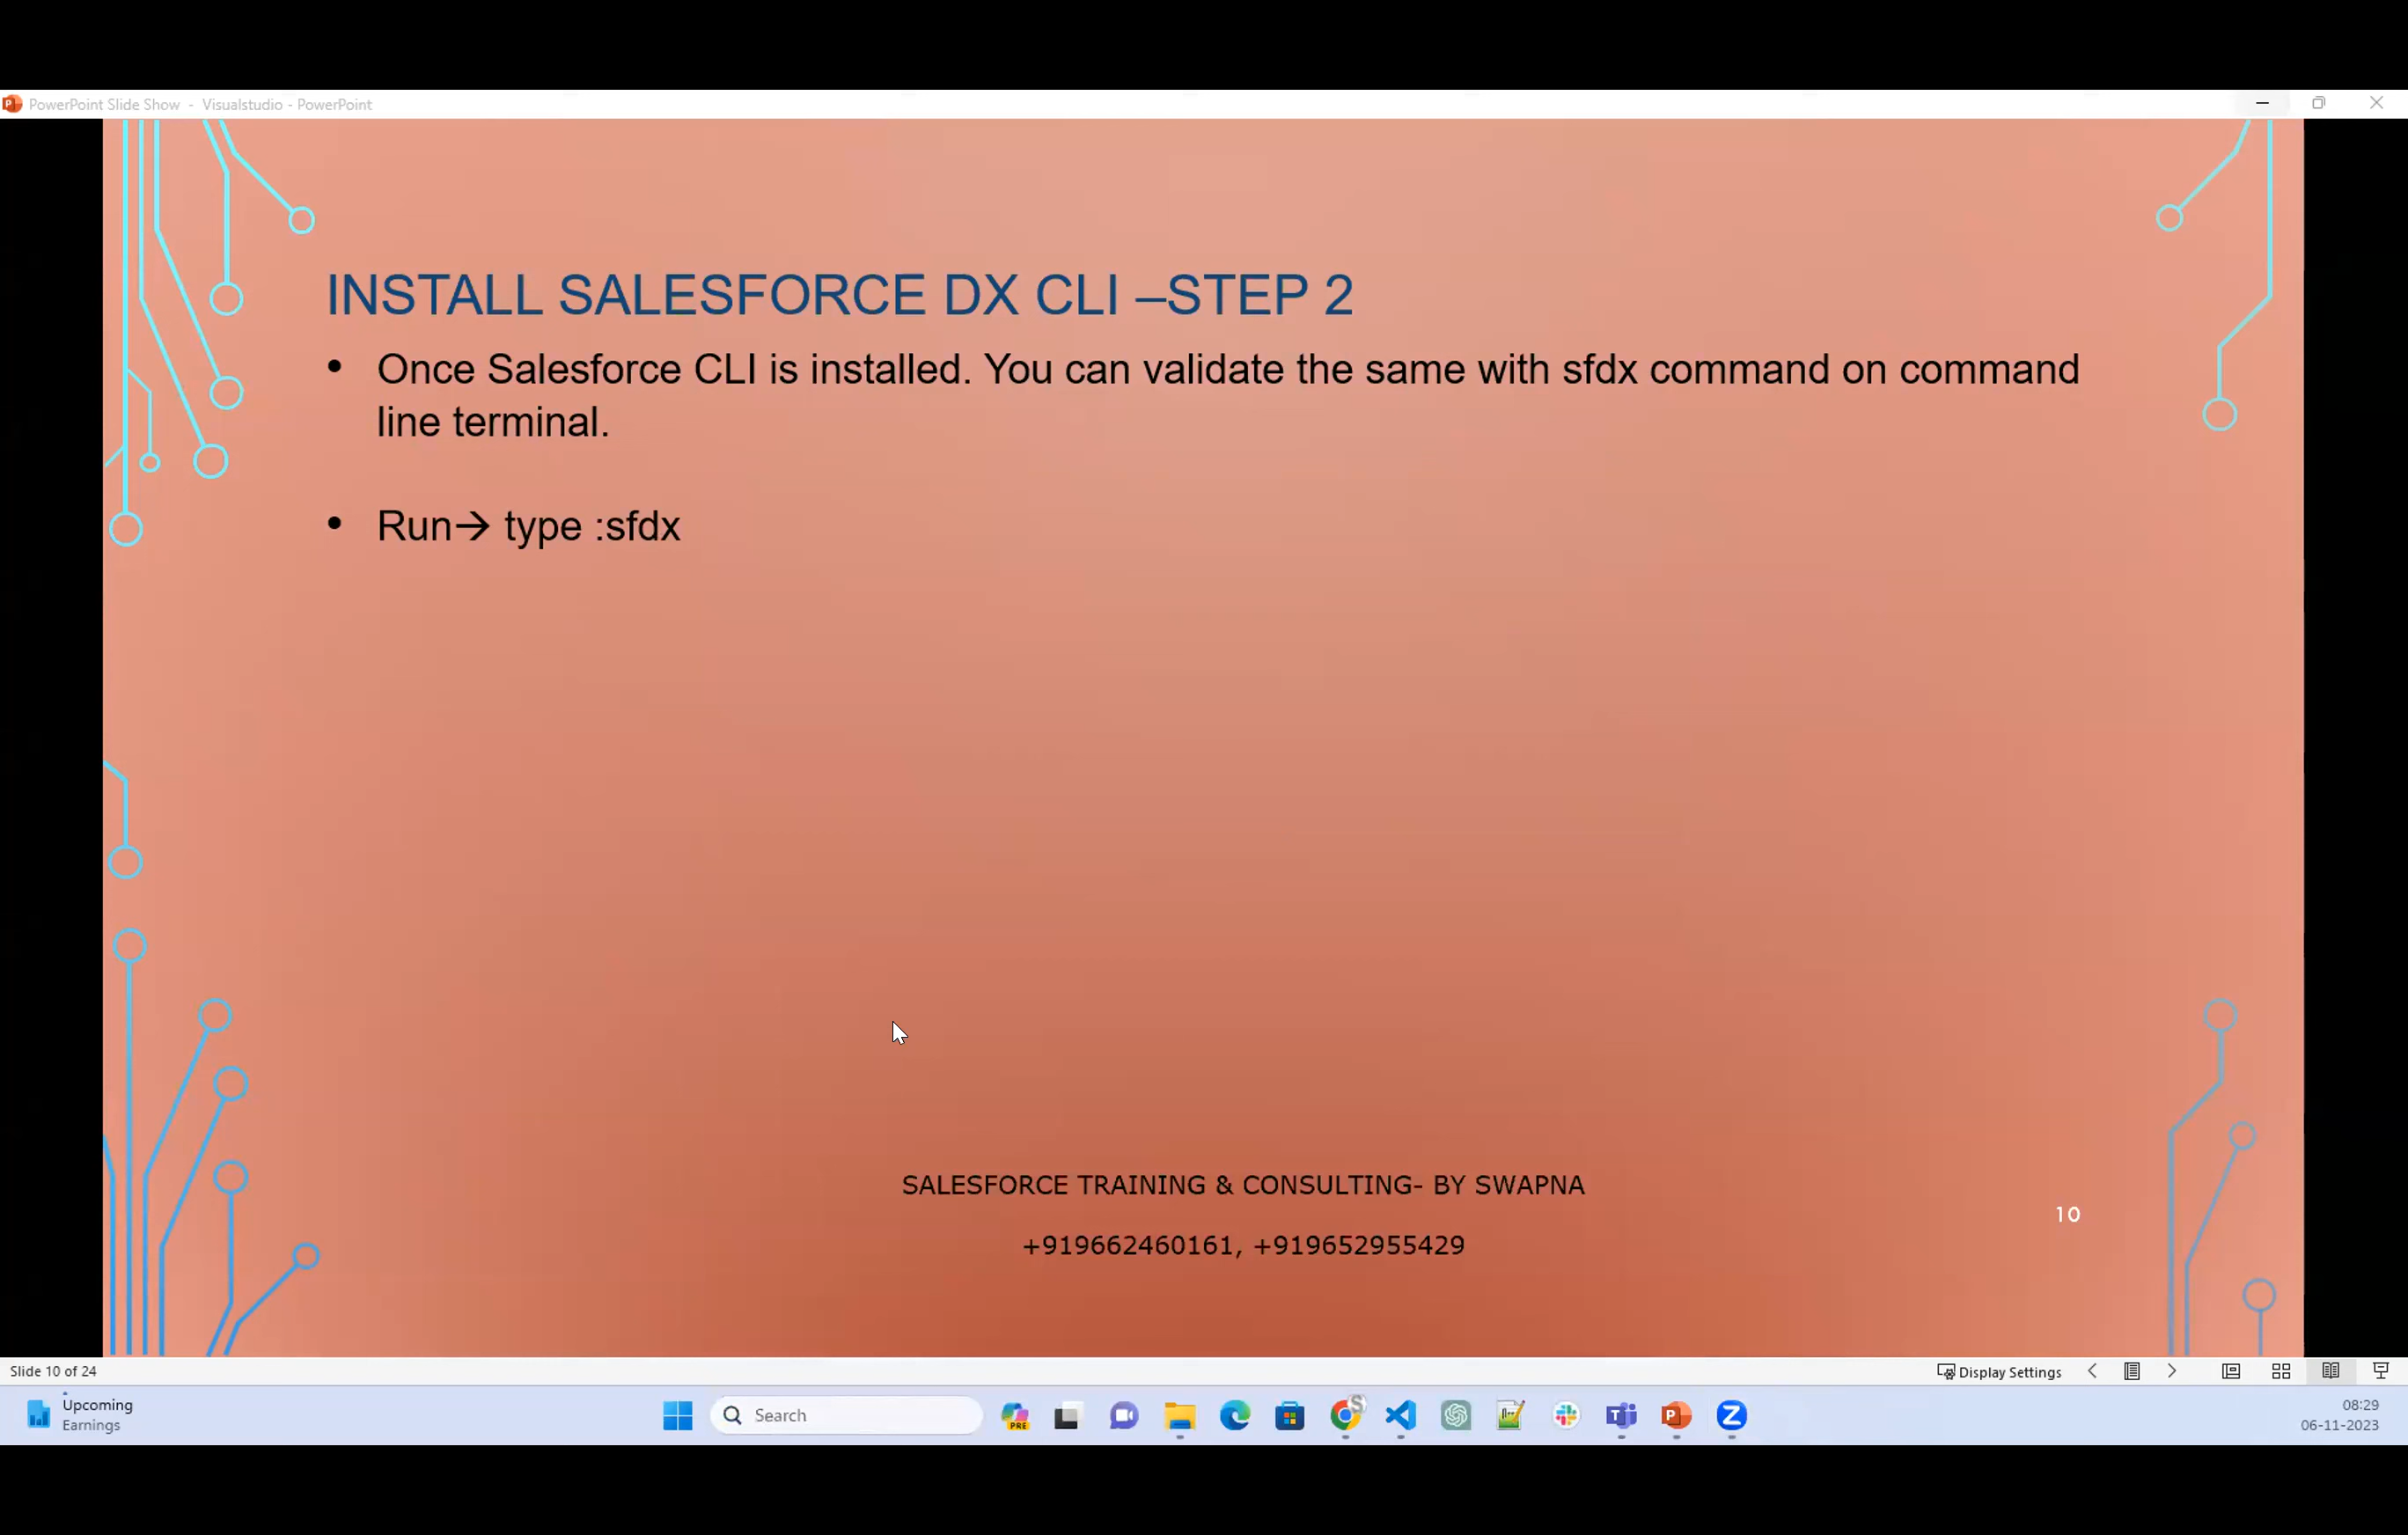 PowerPoint Slide Show - Visualstudio - PowerPoint
INSTALL SALESFORCE DX CLI –STEP 2
• Once Salesforce CLI is installed. You can validate the same with sfdx command on command
line terminal.
• Run→ type :sfdx
SALESFORCE TRAINING & CONSULTING- BY SWAPNA
10
+919662460161, +919652955429
Slide 10 of 24
Display Settings
Upcoming
Earnings
Search
PRE
08:29
06-11-2023